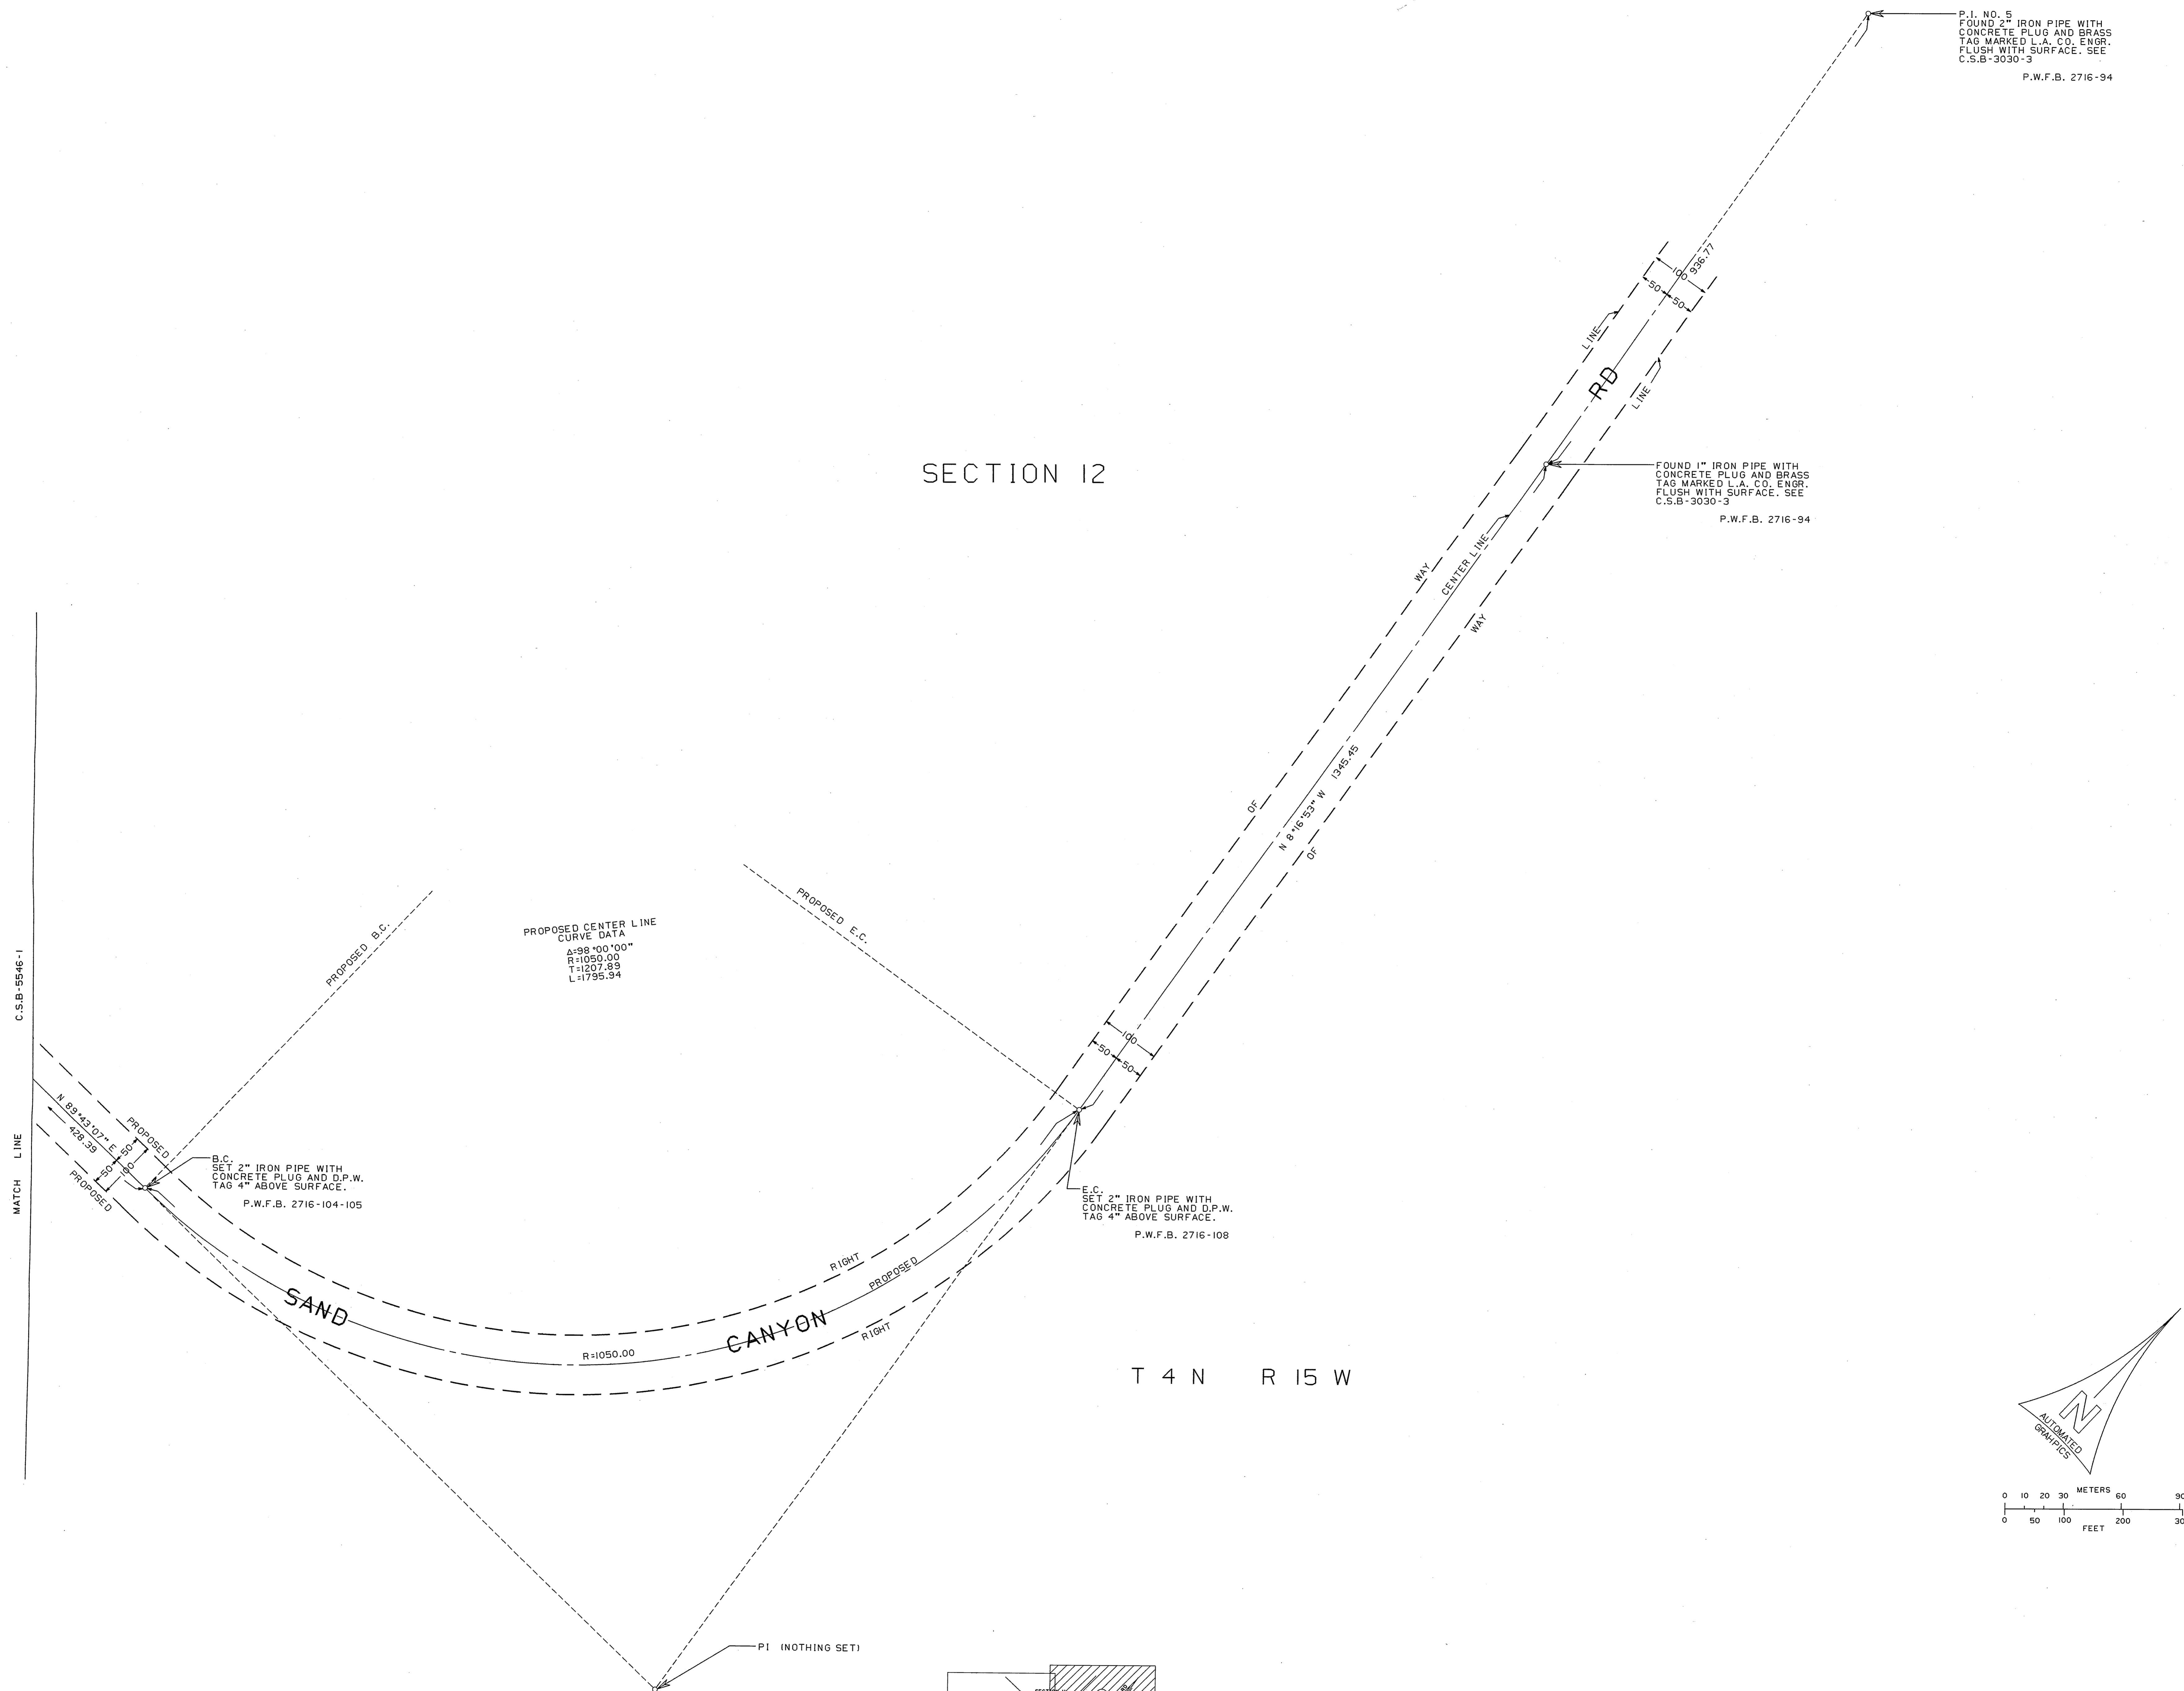 P.I. NO. 5
FOUND 2" IRON PIPE WITH
CONCRETE PLUG AND BRASS
TAG MARKED L.A. CO. ENGR.
FLUSH WITH SURFACE. SEE
C.S.B-3030-3
P.W.F.B. 2716-94
936.77
100
50
50
LINE
LINE
RD
SECTION 12
FOUND 1" IRON PIPE WITH
CONCRETE PLUG AND BRASS
TAG MARKED L.A. CO. ENGR.
FLUSH WITH SURFACE. SEE
C.S.B-3030-3
P.W.F.B. 2716-94
CENTER LINE
WAY
WAY
N 8°16'53" W 1345.45
OF
OF
PROPOSED B.C.
PROPOSED CENTER LINE
CURVE DATA
Δ=98°00'00"
R=1050.00
T=1207.89
L=1795.94
PROPOSED E.C.
100
50
50
MATCH LINE C.S.B-5546-1
N 89°43'07" E
428.39
PROPOSED
50
50
100
PROPOSED
B.C.
SET 2" IRON PIPE WITH
CONCRETE PLUG AND D.P.W.
TAG 4" ABOVE SURFACE.
P.W.F.B. 2716-104-105
E.C.
SET 2" IRON PIPE WITH
CONCRETE PLUG AND D.P.W.
TAG 4" ABOVE SURFACE.
P.W.F.B. 2716-108
RIGHT
PROPOSED
RIGHT
SAND
CANYON
R=1050.00
T 4 N R 15 W
N
AUTOMATED
GRAHPICS
METERS
0 10 20 30 60 90
0 50 100 200
FEET
PI (NOTHING SET)